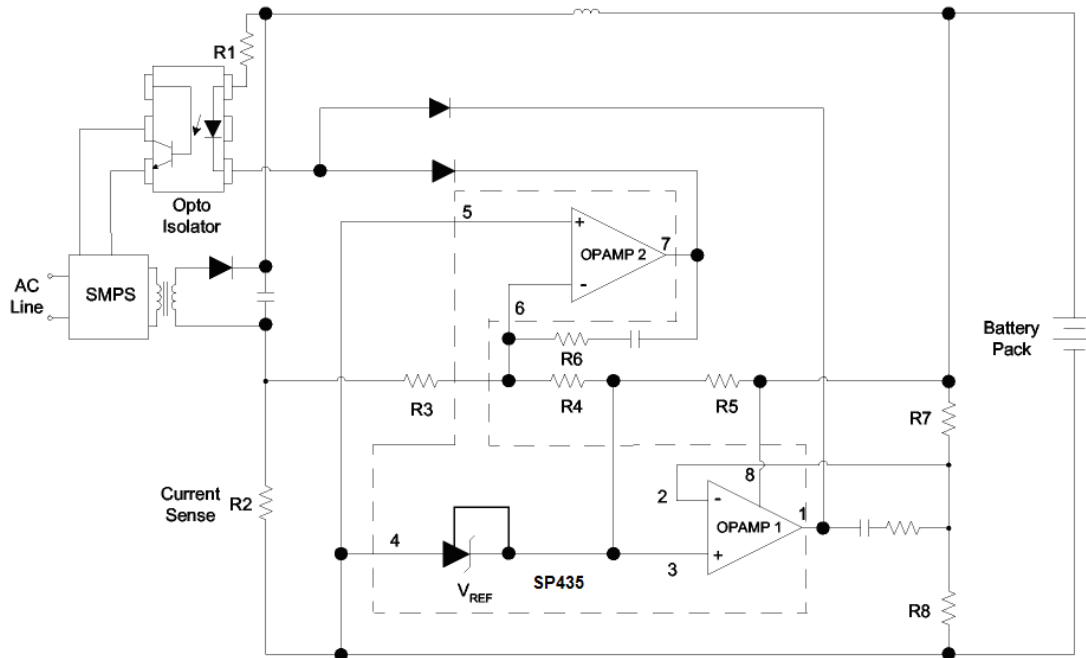 R1
Opto
Isolator
AC
Line
SMPS
5
+
OPAMP 2
7
-
6
R6
Battery
Pack
R3
R4
R5
R7
Current
Sense
R2
8
2
-
OPAMP 1
1
4
+
3
VREF
SP435
R8